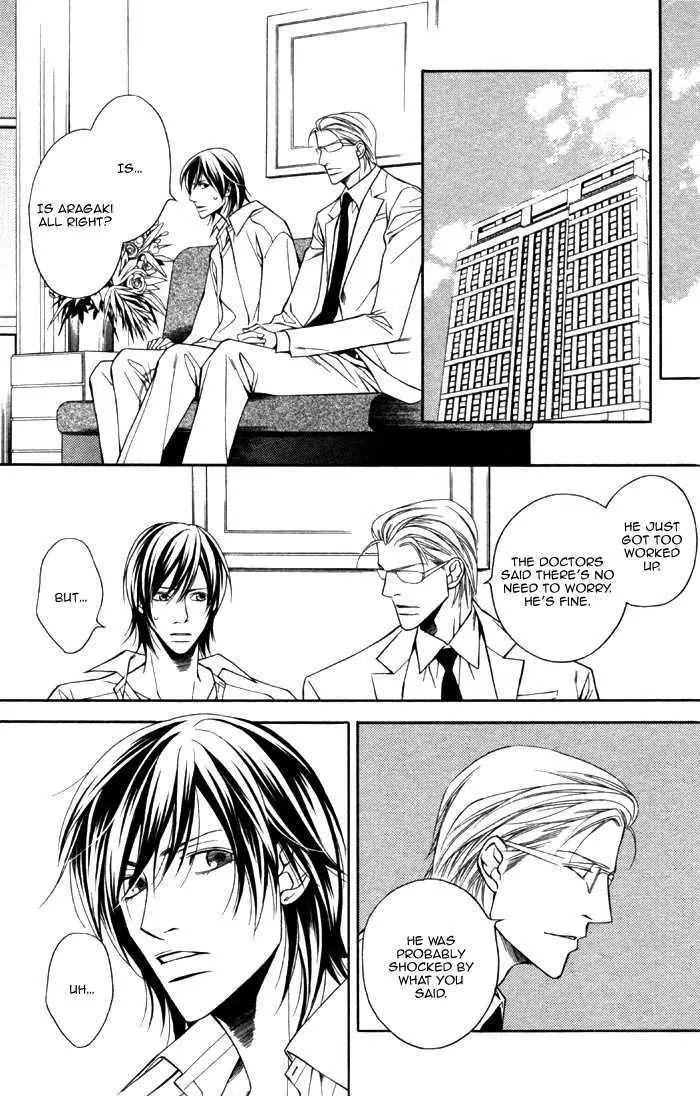 IS...
IS ARAGAKI
ALL RIGHT?
HE JUST
GOT TOO
WORKED
UP.
THE DOCTORS
SAID THERE'S NO
NEED TO WORRY.
HE'S FINE.
BUT...
HE WAS
PROBABLY
SHOCKED BY
WHAT YOU
SAID.
UH...